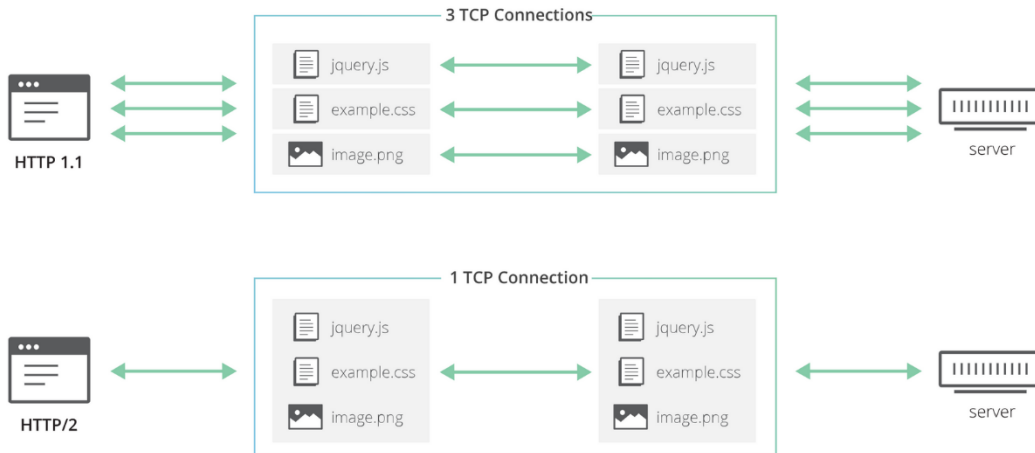 3 TCP Connections
jquery.js jquery.js
example.css example.css
image.png image.png
HTTP 1.1
server
1 TCP Connection
jquery.js jquery.js
example.css example.css
image.png image.png
HTTP/2
server